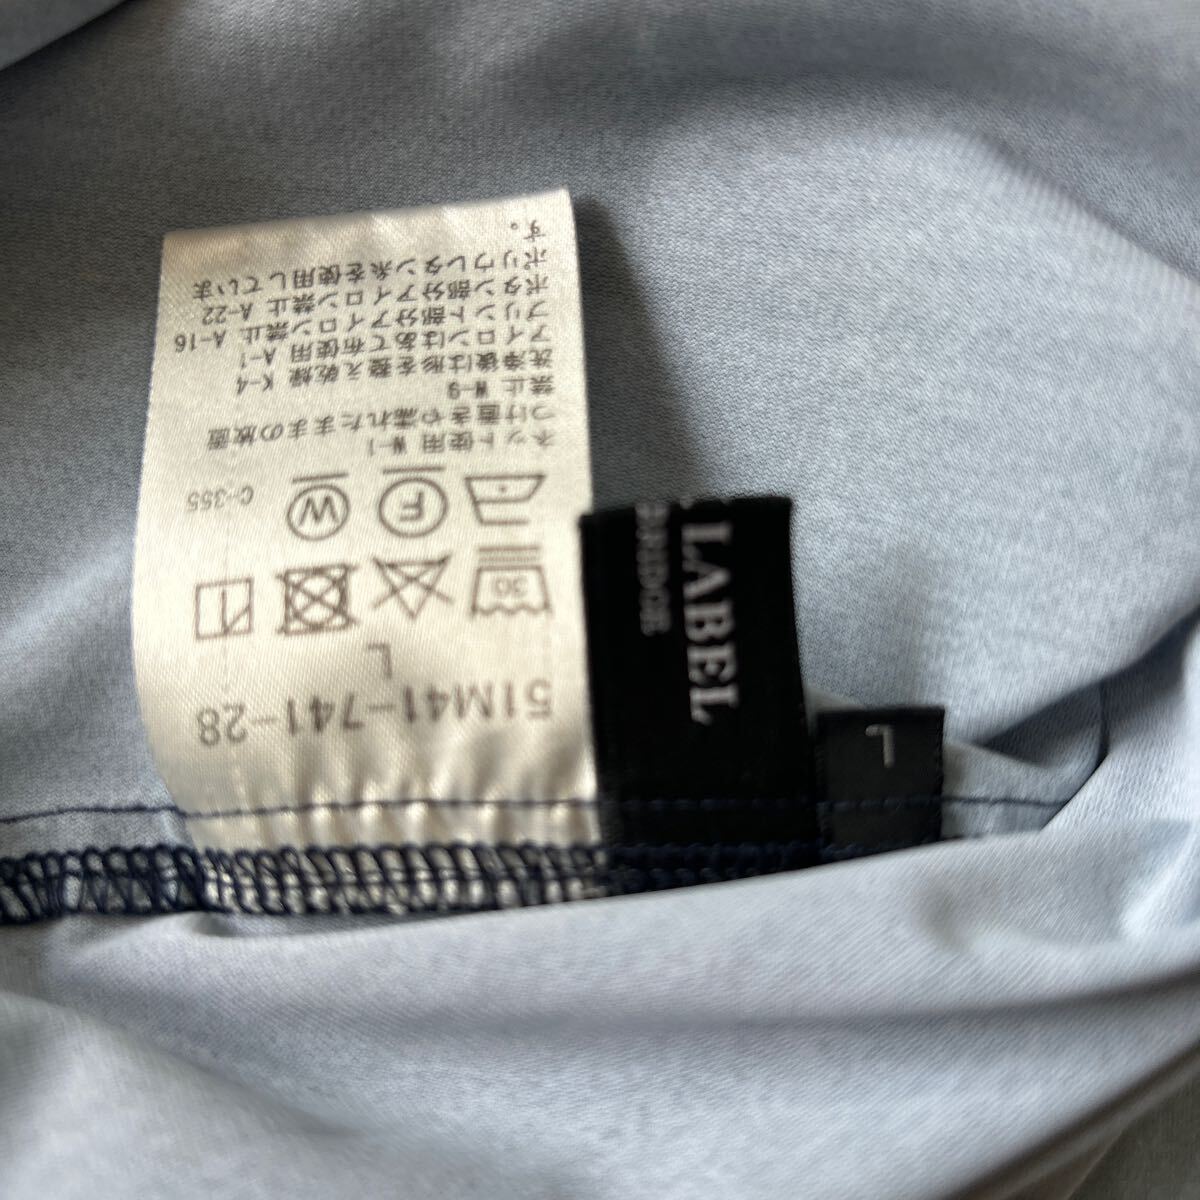 51M41-741-28
L
30
1
F
W
C-355
ネット使用 W-1
つけ置きや濡れたままの放置
禁止 W-9
洗浄後は形を整え乾燥 K-4
アイロンはあて布使用 A-1
プリント部分アイロン禁止 A-16
ボタン部分アイロン禁止 A-22
ポリウレタン糸を使用していま
す。
LABEL
L